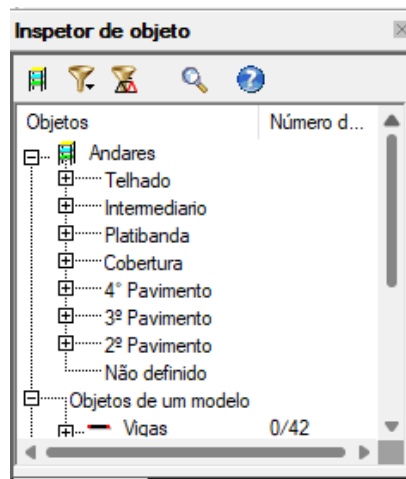 Inspetor de objeto
Objetos Número d...
Andares
Telhado
Intermediario
Platibanda
Cobertura
4° Pavimento
3º Pavimento
2º Pavimento
Não definido
Objetos de um modelo
Vigas 0/42